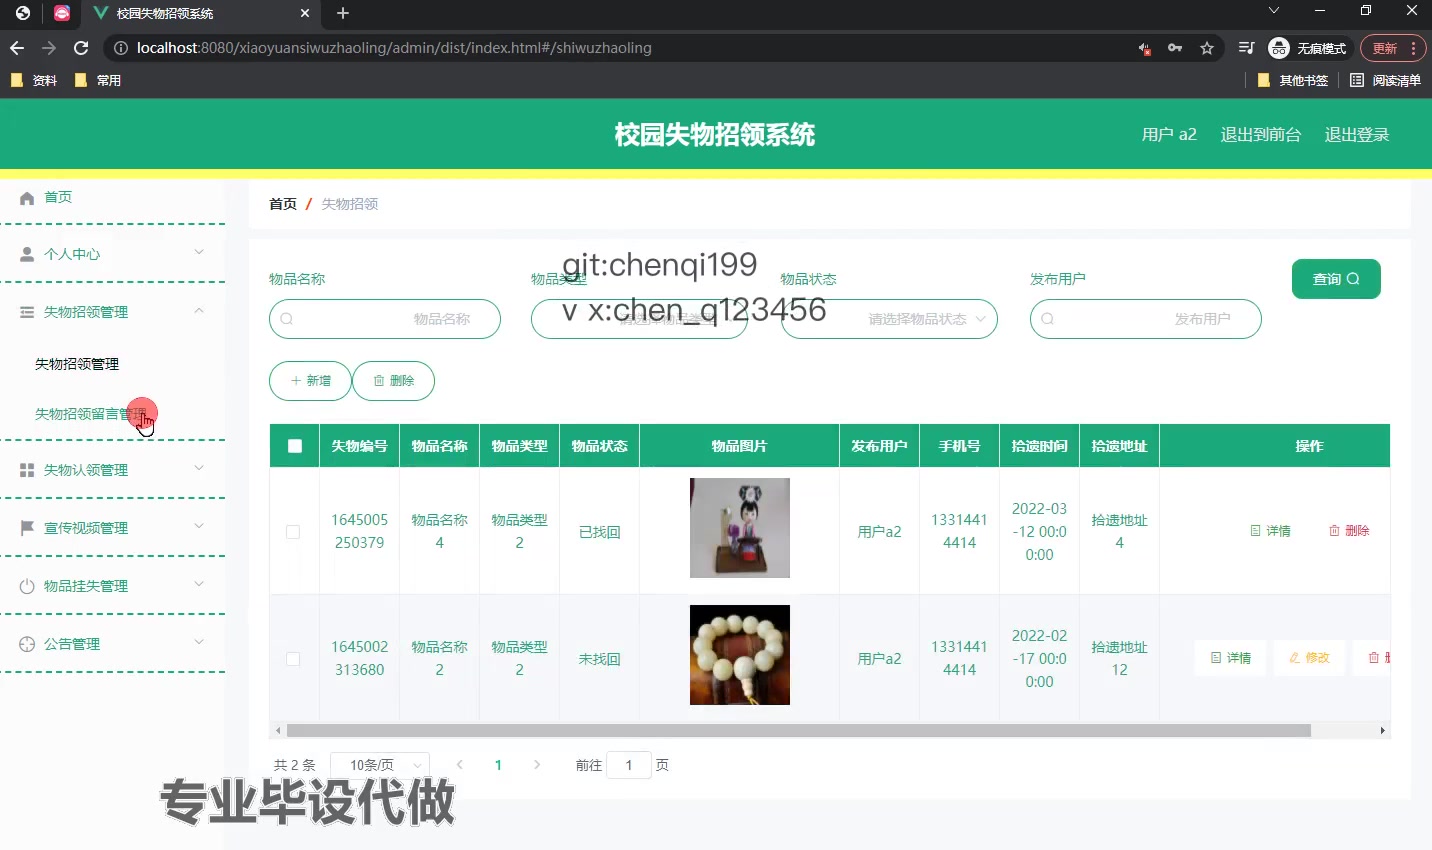 校园失物招领系统
localhost:8080/xiaoyuansiwuzhaoling/admin/dist/index.html#/shiwuzhaoling
无痕模式
更新
资料
常用
其他书签
阅读清单
校园失物招领系统
用户 a2
退出到前台
退出登录
首页
个人中心
失物招领管理
失物招领管理
失物招领留言管理
失物认领管理
宣传视频管理
物品挂失管理
公告管理
首页 / 失物招领
git:chenqi199
v x:chen_q123456
物品名称
物品类型
物品状态
发布用户
查询
物品名称
请选择物品类型
请选择物品状态
发布用户
新增
删除
失物编号 物品名称 物品类型 物品状态 物品图片 发布用户 手机号 拾遗时间 拾遗地址 操作
1645005
250379
物品名称
4
物品类型
2
已找回
用户a2
1331441
4414
2022-03
-12 00:0
0:00
拾遗地址
4
详情
删除
1645002
313680
物品名称
2
物品类型
2
未找回
用户a2
1331441
4414
2022-02
-17 00:0
0:00
拾遗地址
12
详情
修改
共 2 条
10条/页
1
前往 1 页
专业毕设代做